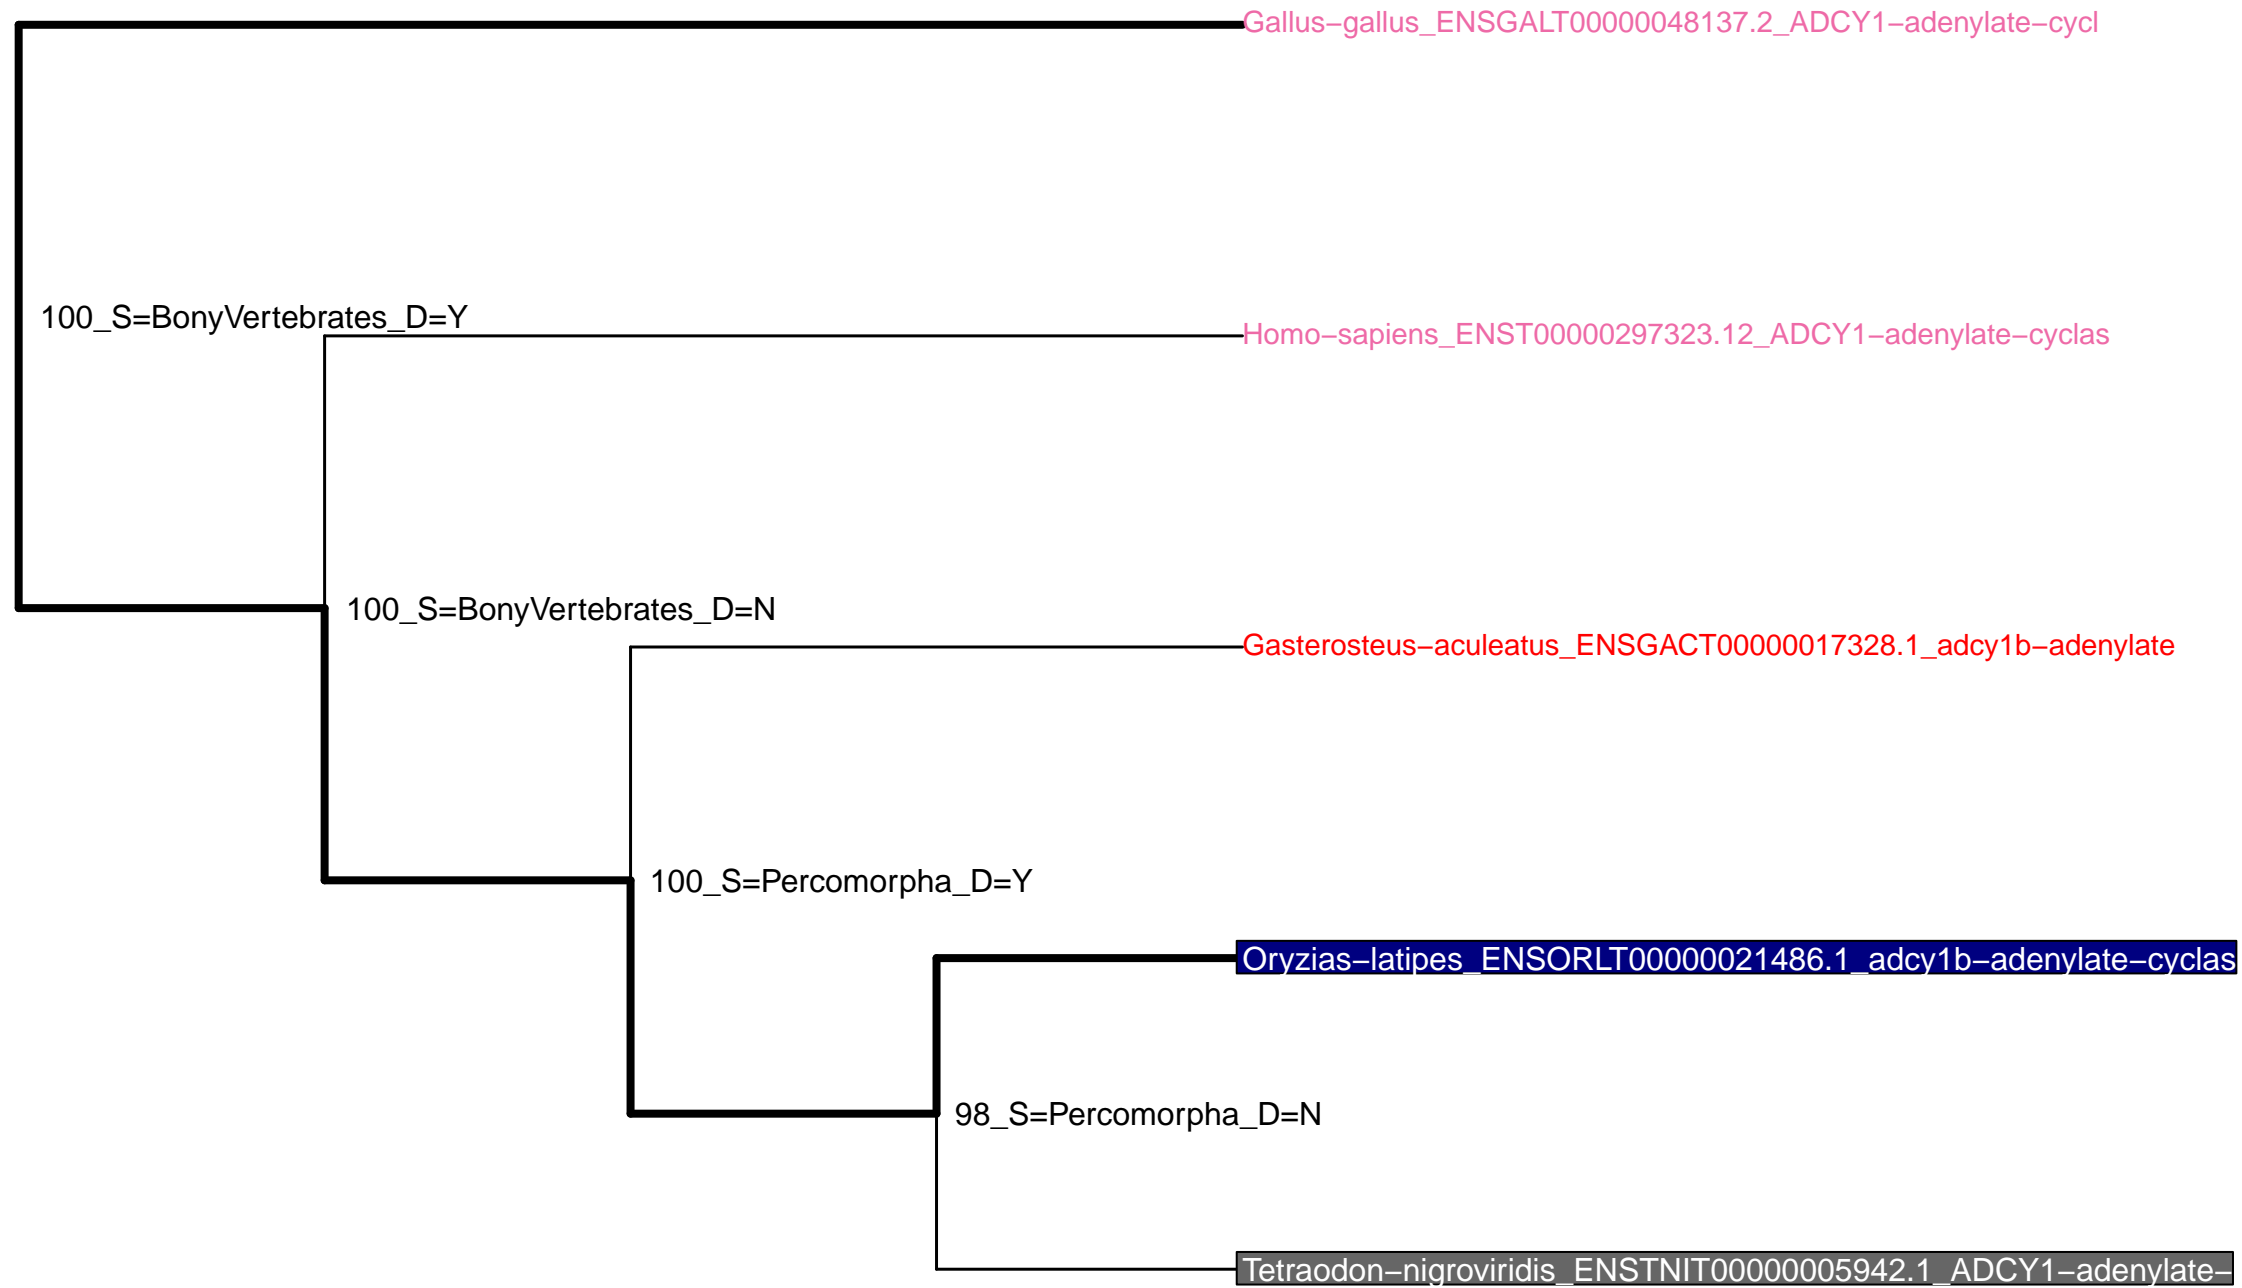 Gallus−gallus_ENSGALT00000048137.2_ADCY1−adenylate−cycl
100_S=BonyVertebrates_D=Y
Homo−sapiens_ENST00000297323.12_ADCY1−adenylate−cyclas
100_S=BonyVertebrates_D=N
Gasterosteus−aculeatus_ENSGACT00000017328.1_adcy1b−adenylate
100_S=Percomorpha_D=Y
Oryzias−latipes_ENSORLT00000021486.1_adcy1b−adenylate−cyclas
98_S=Percomorpha_D=N
Tetraodon−nigroviridis_ENSTNIT00000005942.1_ADCY1−adenylate−